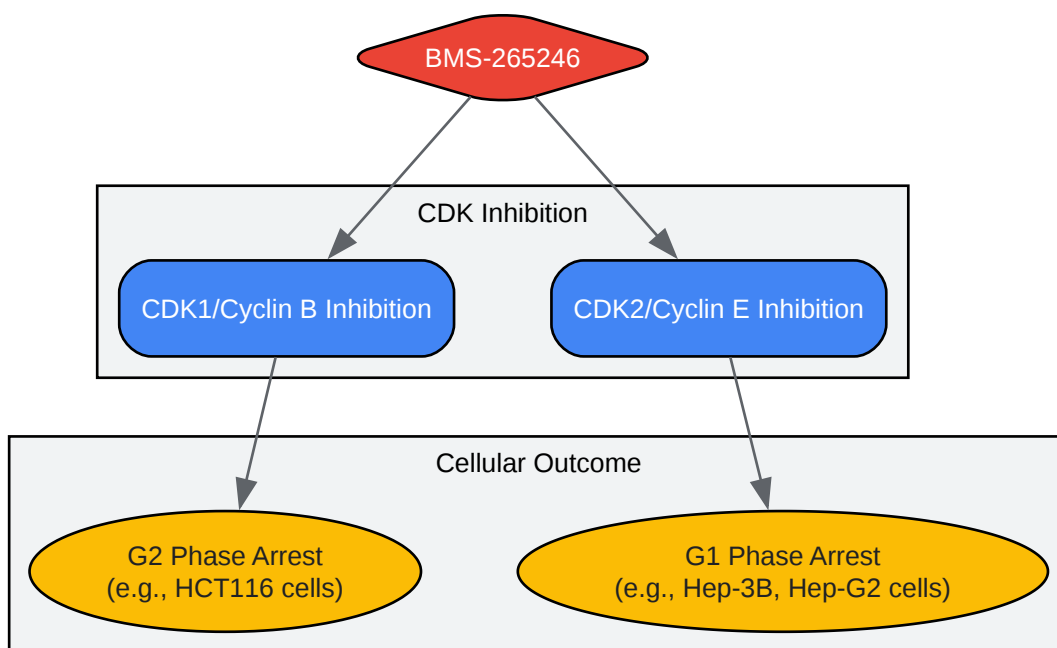 BMS-265246
CDK Inhibition
CDK1/Cyclin B Inhibition
CDK2/Cyclin E Inhibition
Cellular Outcome
G2 Phase Arrest
(e.g., HCT116 cells)
G1 Phase Arrest
(e.g., Hep-3B, Hep-G2 cells)